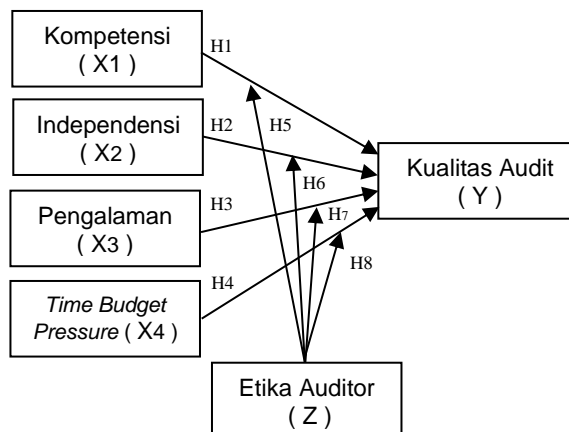 Kompetensi
( X1 )
H1
Independensi
( X2 )
H2
H5
Kualitas Audit
( Y )
H6
Pengalaman
( X3 )
H3
H7
H4
H8
Time Budget
Pressure ( X4 )
Etika Auditor
( Z )